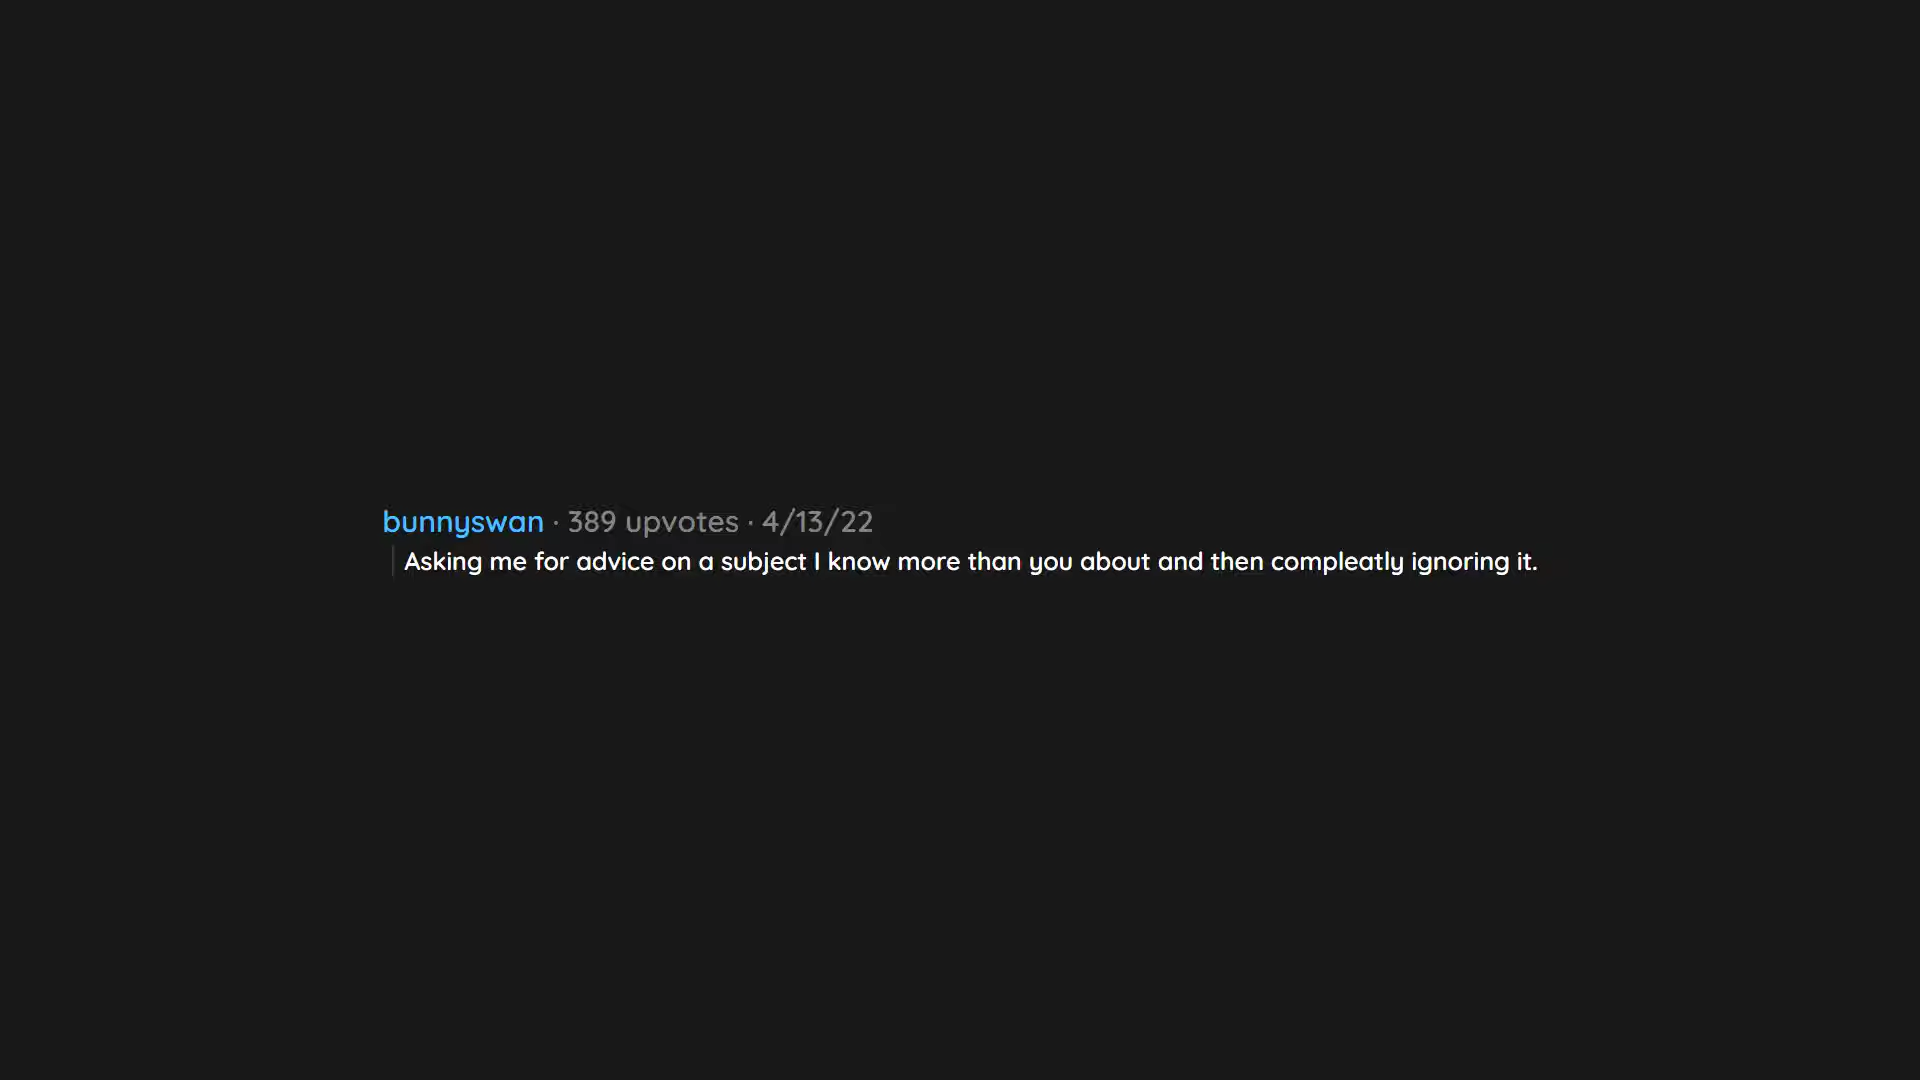 bunnyswan · 389 upvotes · 4/13/22
Asking me for advice on a subject I know more than you about and then compleatly ignoring it.